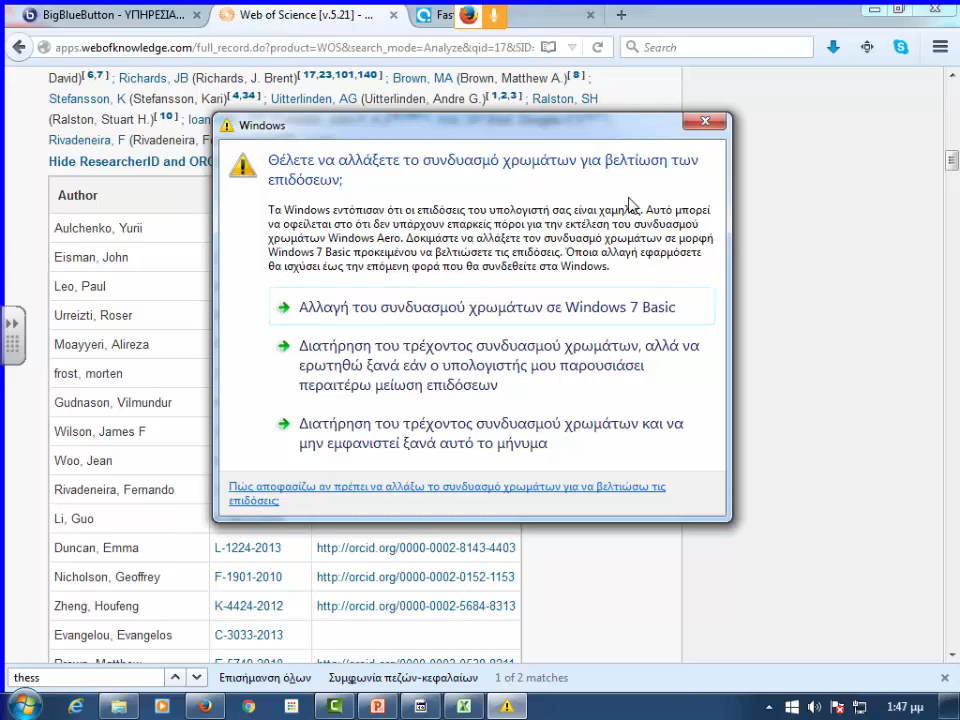 BigBlueButton - ΥΠΗΡΕΣΙΑ... ×
Web of Science [v.5.21] - ... ×
Fas
×
+
apps.webofknowledge.com/full_record.do?product=WOS&search_mode=Analyze&qid=17&SID:
Search
David)[ 6,7 ] ; Richards, JB (Richards, J. Brent)[ 17,23,101,140 ] ; Brown, MA (Brown, Matthew A.)[ 8 ] ;
Stefansson, K (Stefansson, Kari)[ 4,34 ] ; Uitterlinden, AG (Uitterlinden, Andre G.)[ 1,2,3 ] ; Ralston, SH
(Ralston, Stuart H.)[ 10 ] ; Ioan
Rivadeneira, F (Rivadeneira, Fe
Hide ResearcherID and ORC
Windows
Θέλετε να αλλάξετε το συνδυασμό χρωμάτων για βελτίωση των
επιδόσεων;
Τα Windows εντόπισαν ότι οι επιδόσεις του υπολογιστή σας είναι χαμηλές. Αυτό μπορεί
να οφείλεται στο ότι δεν υπάρχουν επαρκείς πόροι για την εκτέλεση του συνδυασμού
χρωμάτων Windows Aero. Δοκιμάστε να αλλάξετε τον συνδυασμό χρωμάτων σε μορφή
Windows 7 Basic προκειμένου να βελτιώσετε τις επιδόσεις. Όποια αλλαγή εφαρμόσετε
θα ισχύσει έως την επόμενη φορά που θα συνδεθείτε στα Windows.
Αλλαγή του συνδυασμού χρωμάτων σε Windows 7 Basic
Διατήρηση του τρέχοντος συνδυασμού χρωμάτων, αλλά να
ερωτηθώ ξανά εάν ο υπολογιστής μου παρουσιάσει
περαιτέρω μείωση επιδόσεων
Διατήρηση του τρέχοντος συνδυασμού χρωμάτων και να
μην εμφανιστεί ξανά αυτό το μήνυμα
Πώς αποφασίζω αν πρέπει να αλλάξω το συνδυασμό χρωμάτων για να βελτιώσω τις
επιδόσεις;
Author
Aulchenko, Yurii
Eisman, John
Leo, Paul
Urreizti, Roser
Moayyeri, Alireza
frost, morten
Gudnason, Vilmundur
Wilson, James F
Woo, Jean
Rivadeneira, Fernando
Li, Guo
Duncan, Emma L-1224-2013 http://orcid.org/0000-0002-8143-4403
Nicholson, Geoffrey F-1901-2010 http://orcid.org/0000-0002-0152-1153
Zheng, Houfeng K-4424-2012 http://orcid.org/0000-0002-5684-8313
Evangelou, Evangelos C-3033-2013
thess
Επισήμανση όλων
Συμφωνία πεζών-κεφαλαίων
1 of 2 matches
1:47 μμ